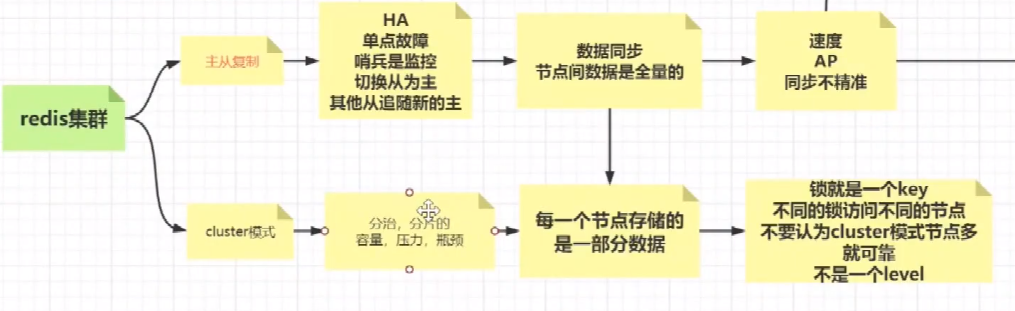 redis集群
主从复制
HA
单点故障
哨兵是监控
切换从为主
其他从追随新的主
数据同步
节点间数据是全量的
速度
AP
同步不精准
cluster模式
分治，分片的
容量，压力，瓶颈
每一个节点存储的
是一部分数据
锁就是一个key
不同的锁访问不同的节点
不要认为cluster模式节点多
就可靠
不是一个level